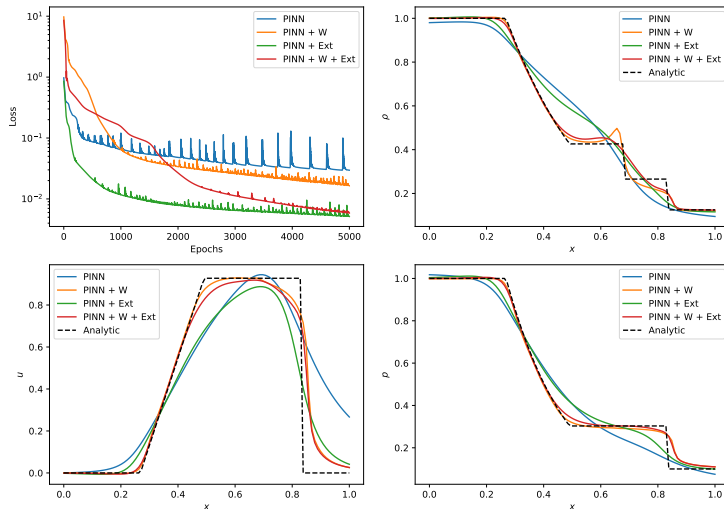 10¹
10⁰
10⁻¹
10⁻²
Loss
0
1000
2000
3000
4000
5000
Epochs
PINN
PINN + W
PINN + Ext
PINN + W + Ext
1.0
0.8
0.6
0.4
0.2
ρ
0.0
0.2
0.4
0.6
0.8
1.0
x
PINN
PINN + W
PINN + Ext
PINN + W + Ext
Analytic
0.8
0.6
0.4
0.2
0.0
u
0.0
0.2
0.4
0.6
0.8
1.0
x
PINN
PINN + W
PINN + Ext
PINN + W + Ext
Analytic
1.0
0.8
0.6
0.4
0.2
p
0.0
0.2
0.4
0.6
0.8
1.0
x
PINN
PINN + W
PINN + Ext
PINN + W + Ext
Analytic